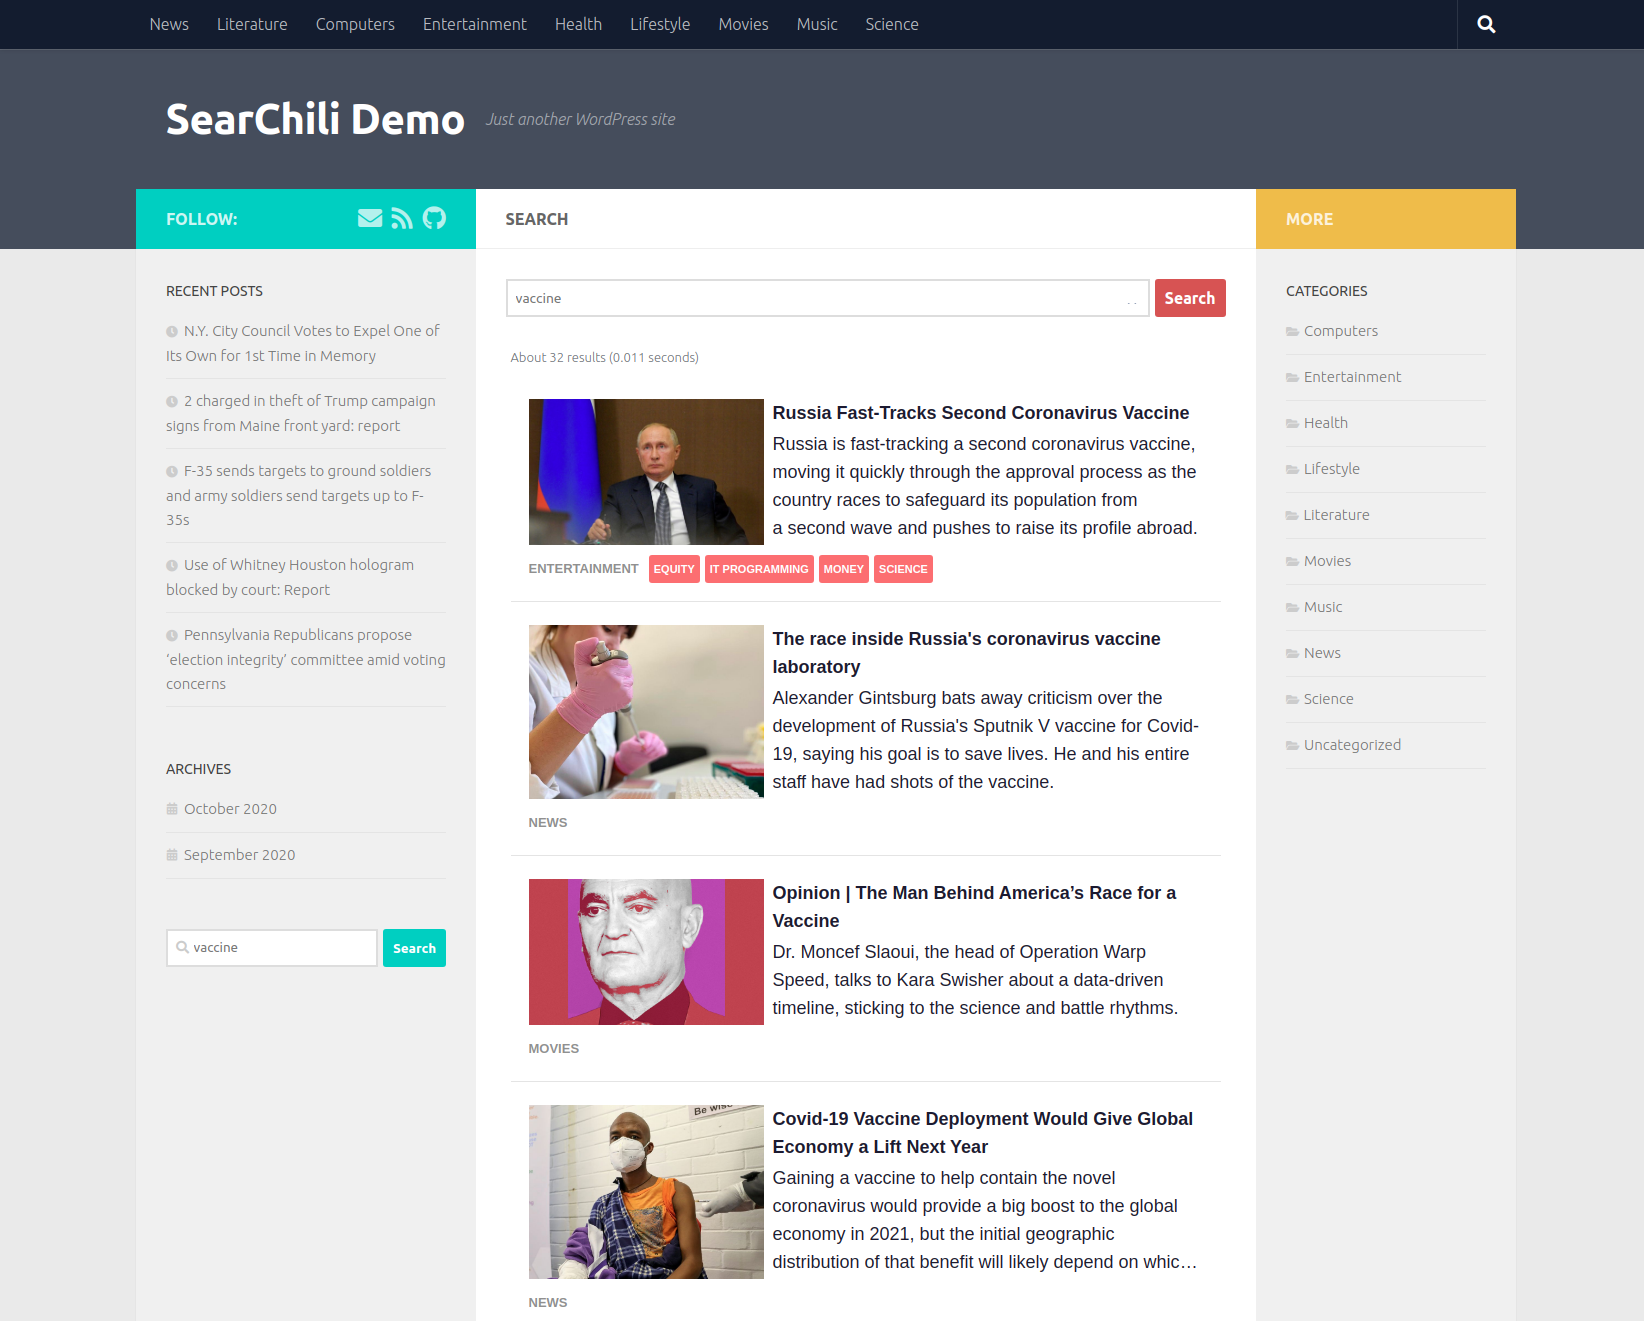 News Literature Computers Entertainment Health Lifestyle Movies Music Science
SearChili Demo Just another WordPress site
FOLLOW:
RECENT POSTS
N.Y. City Council Votes to Expel One of
Its Own for 1st Time in Memory
2 charged in theft of Trump campaign
signs from Maine front yard: report
F-35 sends targets to ground soldiers
and army soldiers send targets up to F-
35s
Use of Whitney Houston hologram
blocked by court: Report
Pennsylvania Republicans propose
‘election integrity’ committee amid voting
concerns
ARCHIVES
October 2020
September 2020
vaccine Search
SEARCH
vaccine Search
About 32 results (0.011 seconds)
Russia Fast-Tracks Second Coronavirus Vaccine
Russia is fast-tracking a second coronavirus vaccine,
moving it quickly through the approval process as the
country races to safeguard its population from
a second wave and pushes to raise its profile abroad.
ENTERTAINMENT EQUITY IT PROGRAMMING MONEY SCIENCE
The race inside Russia's coronavirus vaccine
laboratory
Alexander Gintsburg bats away criticism over the
development of Russia's Sputnik V vaccine for Covid-
19, saying his goal is to save lives. He and his entire
staff have had shots of the vaccine.
NEWS
Opinion | The Man Behind America’s Race for a
Vaccine
Dr. Moncef Slaoui, the head of Operation Warp
Speed, talks to Kara Swisher about a data-driven
timeline, sticking to the science and battle rhythms.
MOVIES
Be wise
Covid-19 Vaccine Deployment Would Give Global
Economy a Lift Next Year
Gaining a vaccine to help contain the novel
coronavirus would provide a big boost to the global
economy in 2021, but the initial geographic
distribution of that benefit will likely depend on whic…
NEWS
MORE
CATEGORIES
Computers
Entertainment
Health
Lifestyle
Literature
Movies
Music
News
Science
Uncategorized